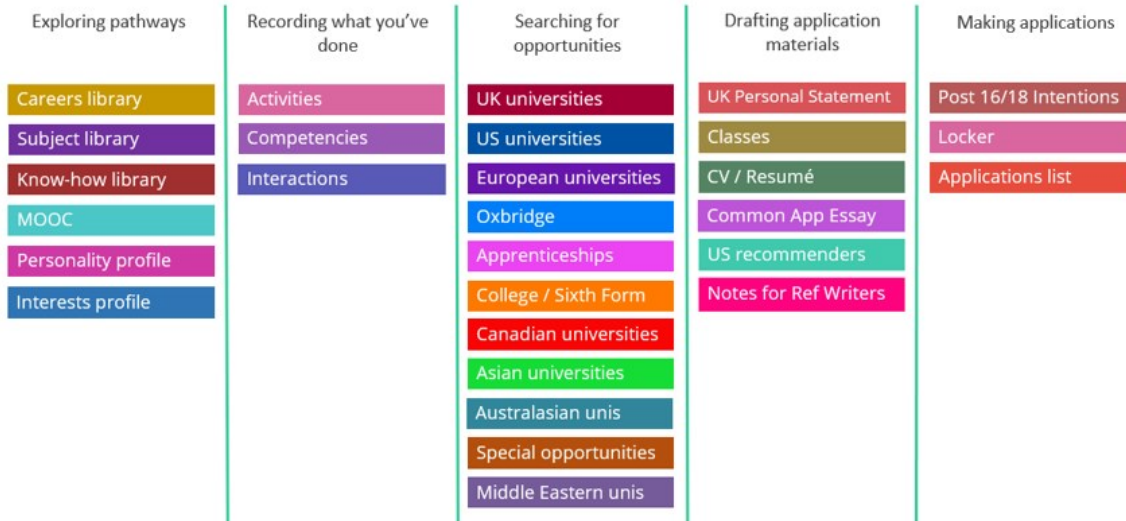 Exploring pathways
Careers library
Subject library
Know-how library
MOOC
Personality profile
Interests profile
Recording what you've
done
Activities
Competencies
Interactions
Searching for
opportunities
UK universities
US universities
European universities
Oxbridge
Apprenticeships
College / Sixth Form
Canadian universities
Asian universities
Australasian unis
Special opportunities
Middle Eastern unis
Drafting application
materials
UK Personal Statement
Classes
CV / Resumé
Common App Essay
US recommenders
Notes for Ref Writers
Making applications
Post 16/18 Intentions
Locker
Applications list